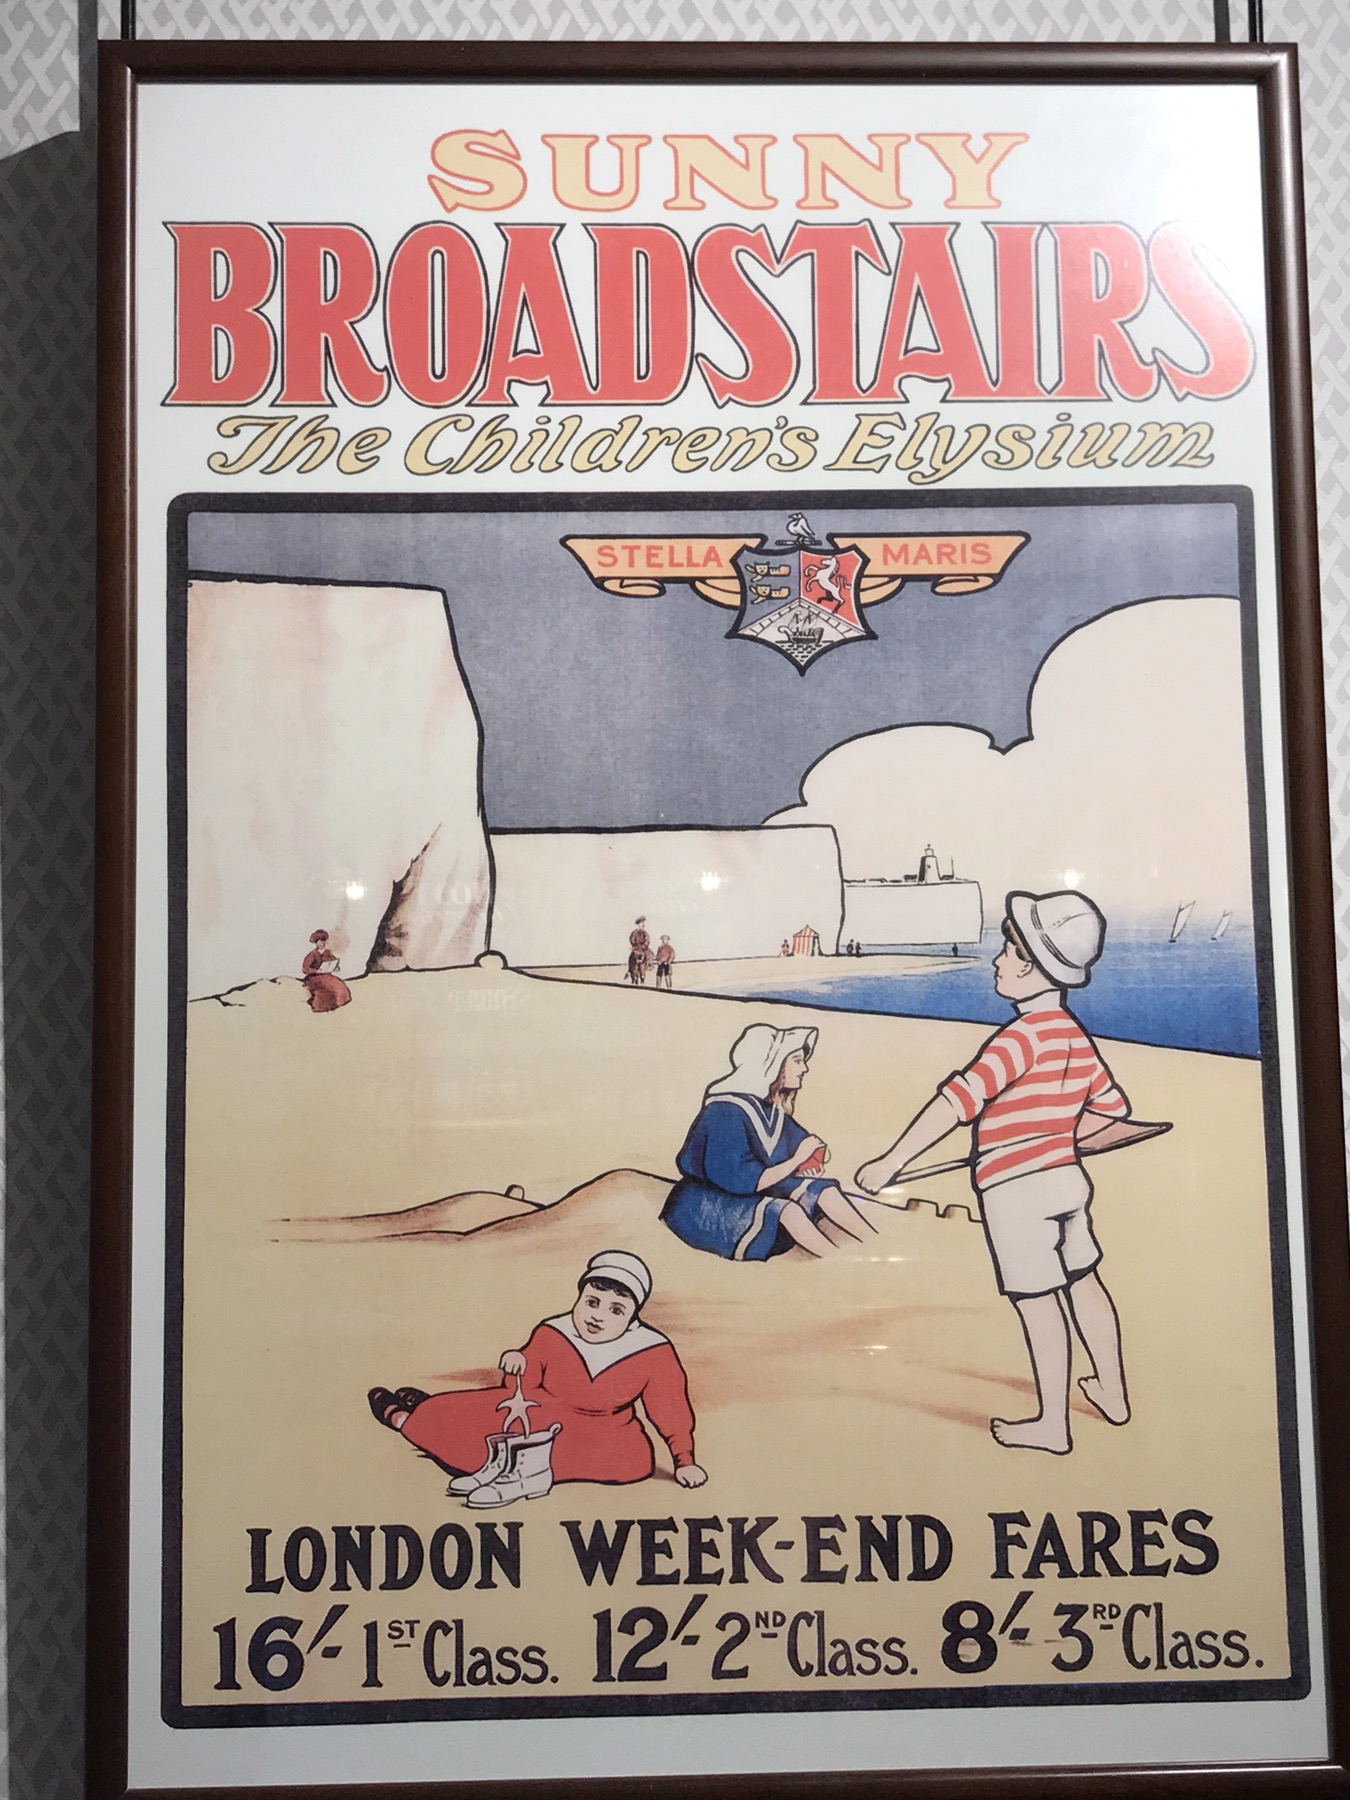 SUNNY
BROADSTAIRS
The Children's Elysium
STELLA MARIS
LONDON WEEK-END FARES
16/- 1ST Class. 12/- 2ND Class. 8/- 3RD Class.